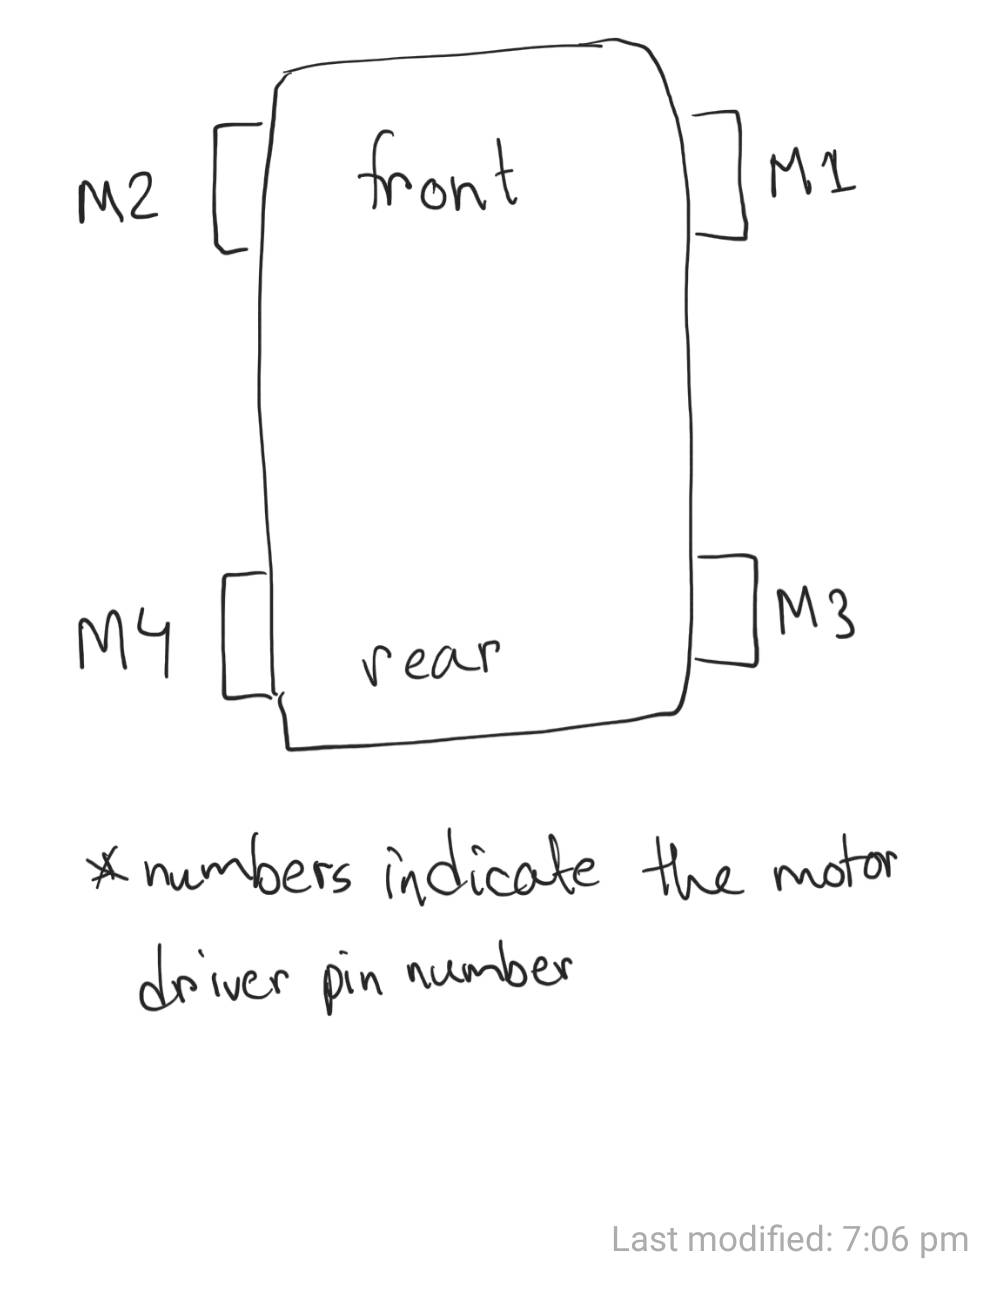 front
M2
M1
M4
M3
rear
* numbers indicate the motor
driver pin number
Last modified: 7:06 pm